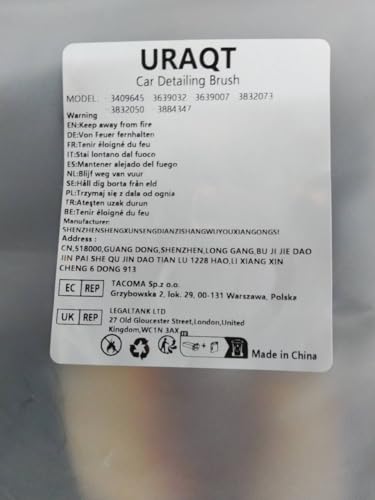 URAQT
Car Detailing Brush
MODEL: 3409645 3639032 3639007 3832073
3832050 3884347
Warning
EN:Keep away from fire
DE:Von Feuer fernhalten
FR:Tenir éloigné du feu
IT:Stai lontano dal fuoco
ES:Mantener alejado del fuego
NL:Blijf weg van vuur
SE:Håll dig borta från eld
PL:Trzymaj się z dala od ognia
TR:Ateşten uzak durun
BE:Tenir éloigné du feu
Manufacturer:
SHENZHENSHENGXUNSENGDIANZISHANGWUYOUXIANGONGSI
Address :
CN,518000,GUANG DONG,SHENZHEN,LONG GANG,BU JI JIE DAO
JIN PAI SHE QU JIN DAO TIAN LU 1228 HAO,LI XIANG XIN
CHENG 6 DONG 913
EC REP TACOMA Sp.z o.o.
Grzybowska 2, lok. 29, 00-131 Warszawa, Polska
UK REP LEGALTANK LTD
27 Old Gloucester Street,London,United
Kingdom,WC1N 3AX
Made in China